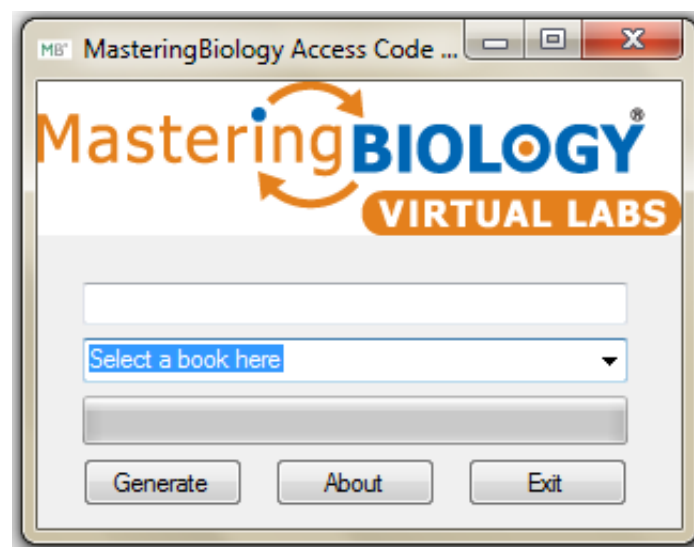 MB MasteringBiology Access Code ...
MasteringBIOLOGY®
VIRTUAL LABS
Select a book here
Generate About Exit